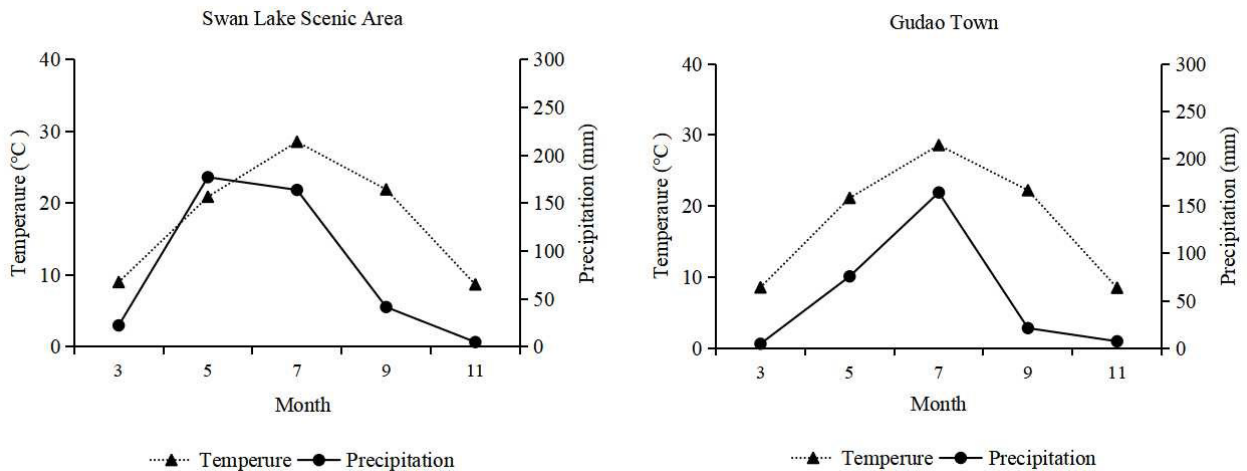 Swan Lake Scenic Area
40
30
20
10
0
Temperaure (°C )
300
250
200
150
100
50
0
Precipitation (mm)
3 5 7 9 11
Month
Temperure Precipitation
Gudao Town
40
30
20
10
0
Temperaure (°C )
300
250
200
150
100
50
0
Precipitation (mm)
3 5 7 9 11
Month
Temperure Precipitation